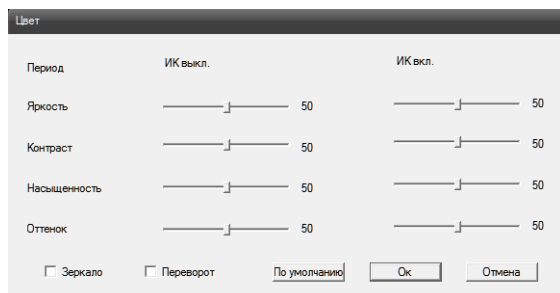 Цвет
Период ИК выкл. ИК вкл.
Яркость 50 50
Контраст 50 50
Насыщенность 50 50
Оттенок 50 50
Зеркало Переворот По умолчанию Ок Отмена